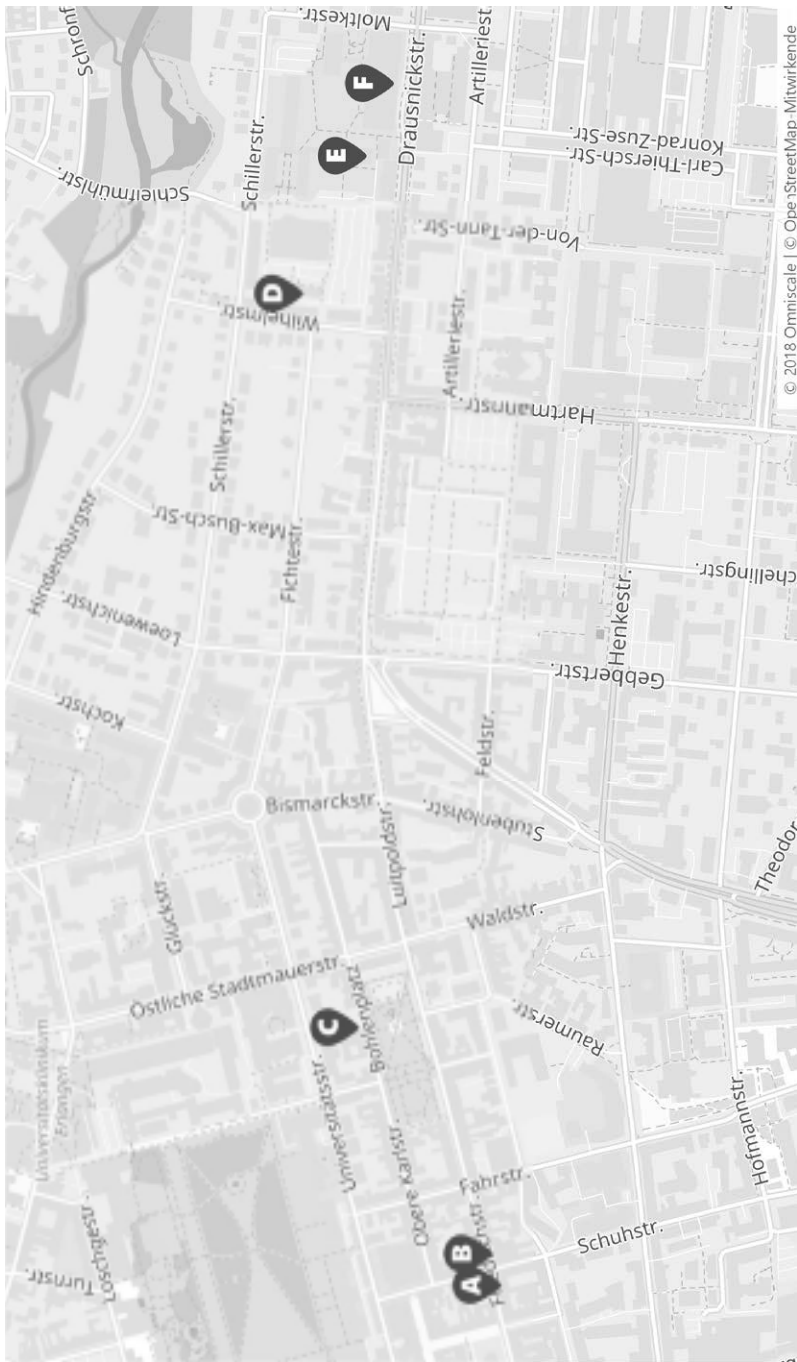 Schronf
Moltkestr.
F
Drausnickstr.
Artilleriestr.
Konrad-Zuse-Str.
Carl-Thiersch-Str.
E
Schillerstr.
Schleifmühlstr.
Von-der-Tann-Str.
D
Wilhelmstr.
Artilleriestr.
Hartmannstr.
Schillerstr.
Max-Busch-Str.
Fichtestr.
Hindenburgstr.
Loewenichstr.
Henkestr.
chellingstr.
Gebbertstr.
Kochstr.
Feldstr.
Bismarckstr.
Stubenlohstr.
Luitpoldstr.
Theodor
Glückstr.
Waldstr.
Östliche Stadtmauerstr.
Bohlenplatz
C
Raumerstr.
Universitätsklinikum
Erlangen
Universitätsstr.
Obere Karlstr.
Fahrstr.
Hofmannstr.
Schuhstr.
B
A
Loschgestr.
Turnstr.
© 2018 Omniscale | © OpenStreetMap-Mitwirkende